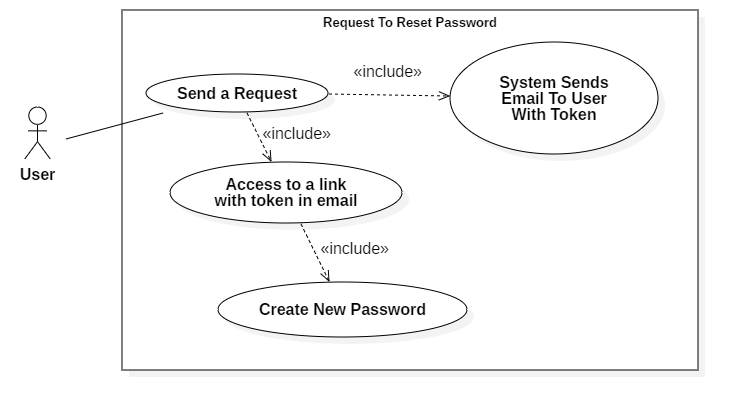 Request To Reset Password
«include»
System Sends
Email To User
With Token
Send a Request
«include»
User
Access to a link
with token in email
«include»
Create New Password